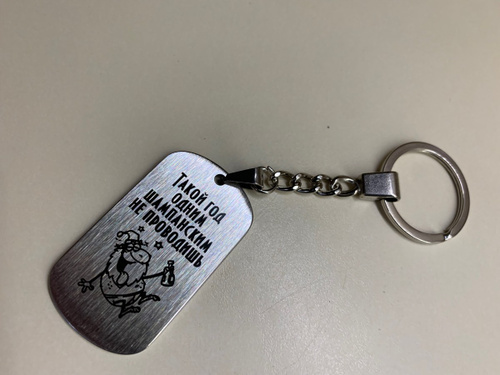 Такой год
одним
шампанским
не проводишь